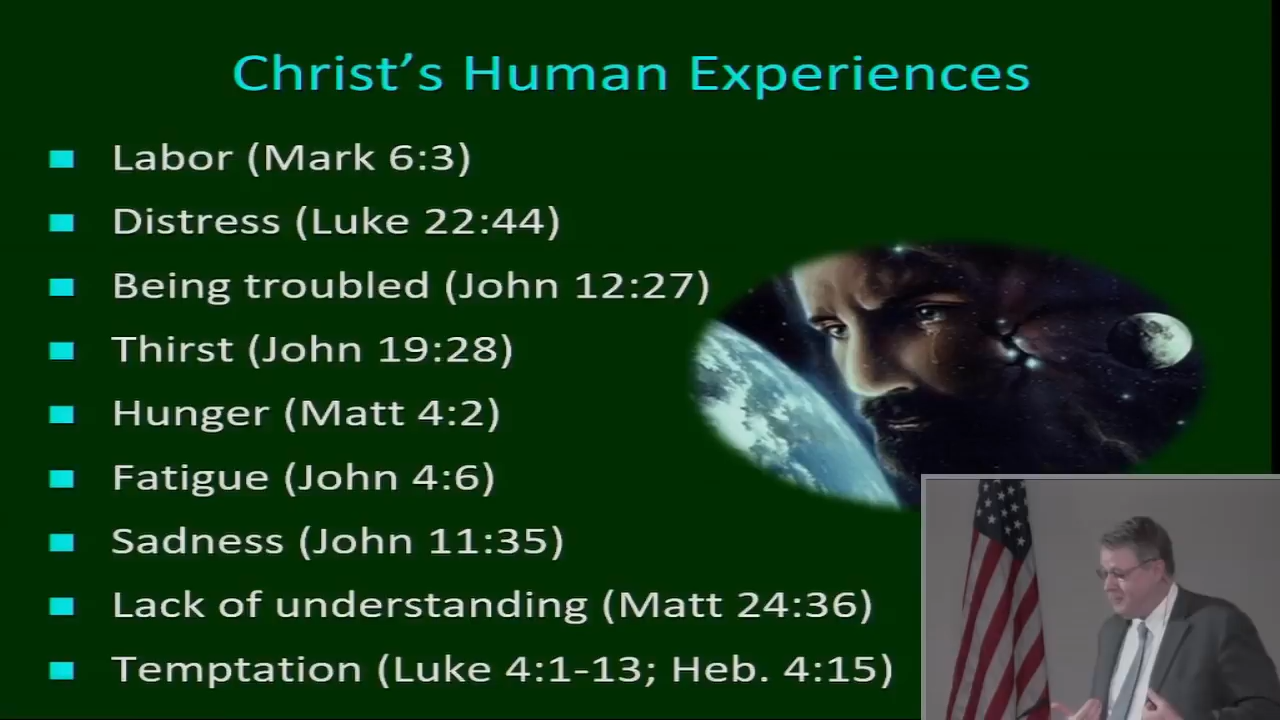 Christ’s Human Experiences
Labor (Mark 6:3)
Distress (Luke 22:44)
Being troubled (John 12:27)
Thirst (John 19:28)
Hunger (Matt 4:2)
Fatigue (John 4:6)
Sadness (John 11:35)
Lack of understanding (Matt 24:36)
Temptation (Luke 4:1-13; Heb. 4:15)